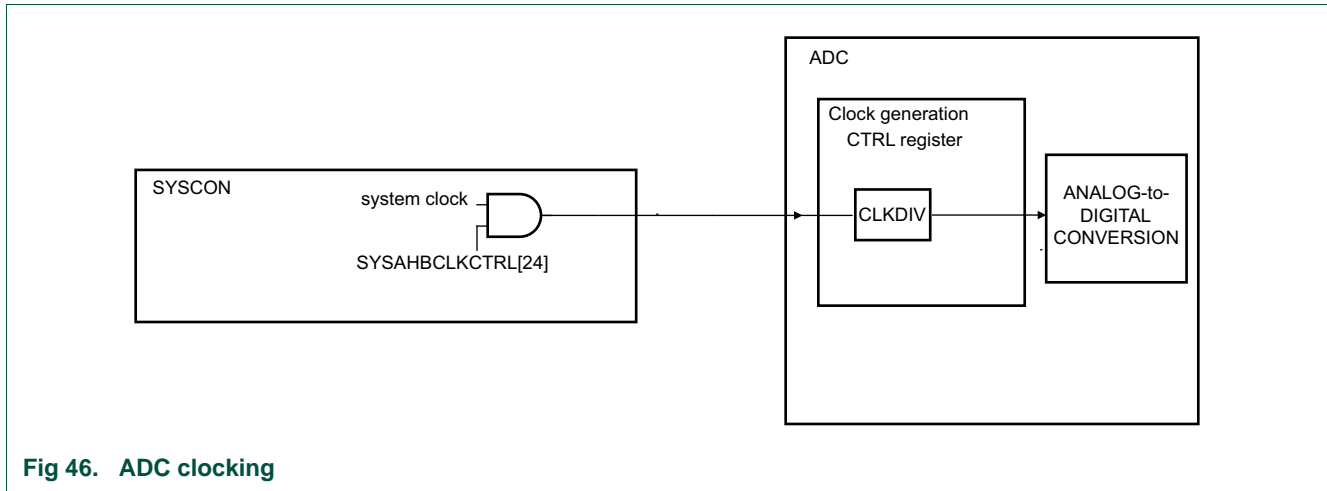 SYSCON
system clock
SYSAHBCLKCTRL[24]
ADC
Clock generation
CTRL register
CLKDIV
ANALOG-to-
DIGITAL
CONVERSION
Fig 46. ADC clocking